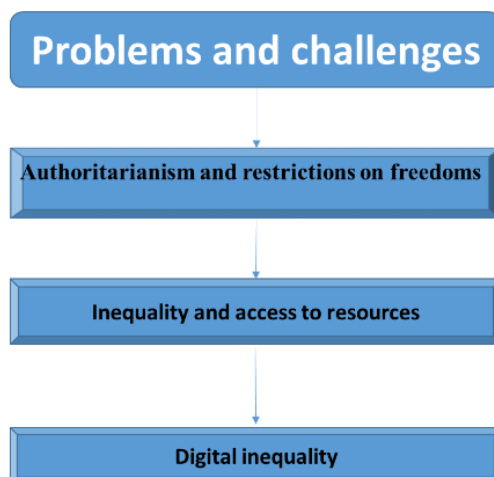 Problems and challenges
Authoritarianism and restrictions on freedoms
Inequality and access to resources
Digital inequality